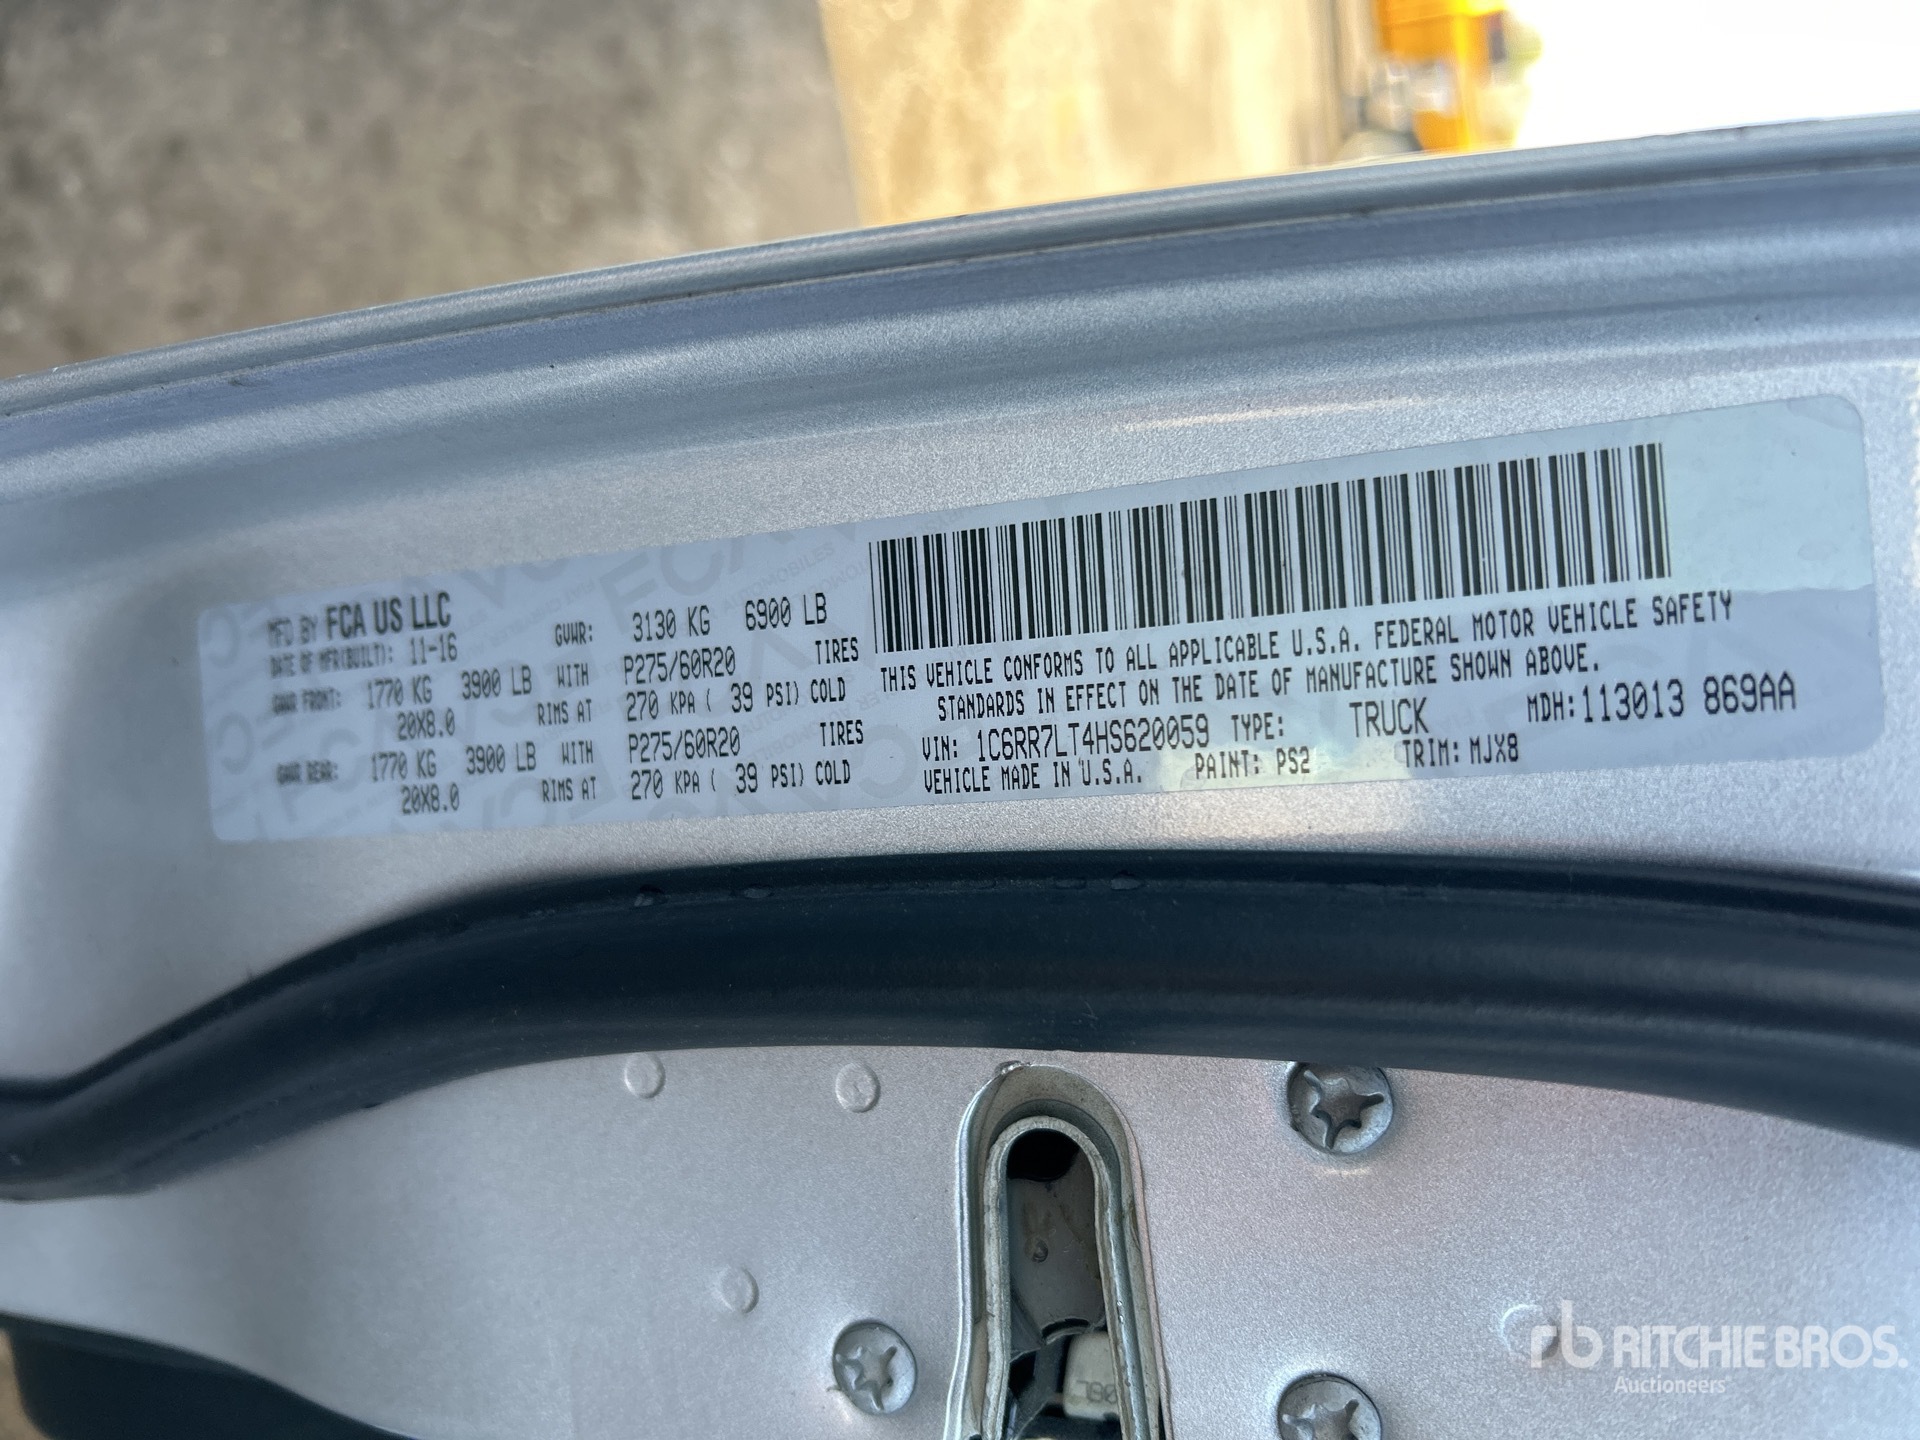 MFD BY FCA US LLC
DATE OF MFR(BUILT): 11-16 GVWR: 3130 KG 6900 LB
GAWR FRONT: 1770 KG 3900 LB WITH P275/60R20 TIRES
20X8.0 RIMS AT 270 KPA ( 39 PSI) COLD
GAWR REAR: 1770 KG 3900 LB WITH P275/60R20 TIRES
20X8.0 RIMS AT 270 KPA ( 39 PSI) COLD
THIS VEHICLE CONFORMS TO ALL APPLICABLE U.S.A. FEDERAL MOTOR VEHICLE SAFETY
STANDARDS IN EFFECT ON THE DATE OF MANUFACTURE SHOWN ABOVE.
VIN: 1C6RR7LT4HS620059 TYPE: TRUCK MDH:113013 869AA
VEHICLE MADE IN U.S.A. PAINT: PS2 TRIM: MJX8
rb RITCHIE BROS.
Auctioneers